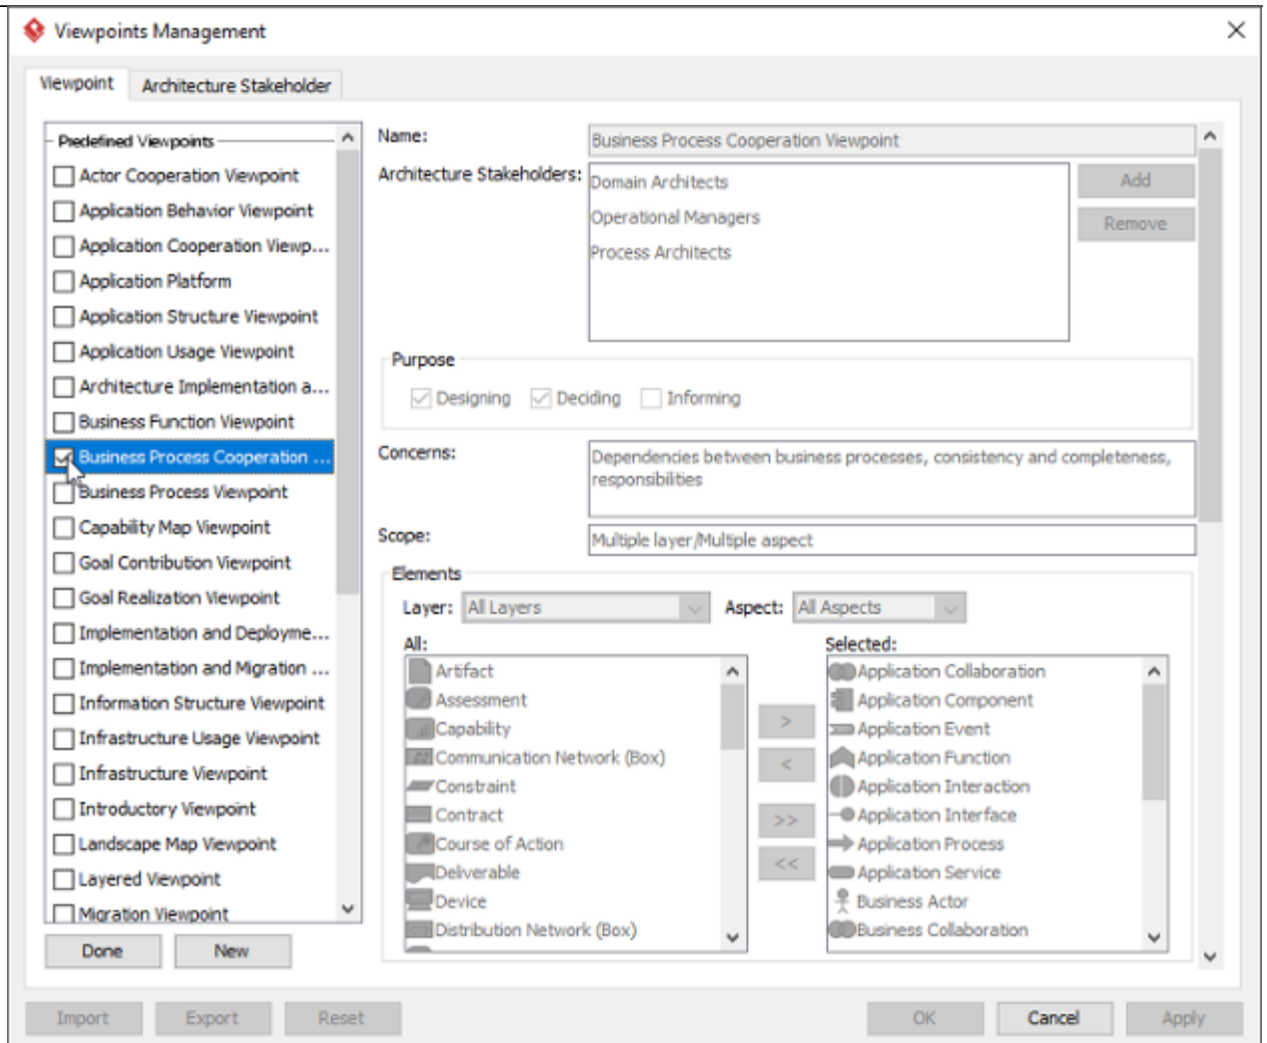 Viewpoints Management
Viewpoint
Architecture Stakeholder
Predefined Viewpoints
Actor Cooperation Viewpoint
Application Behavior Viewpoint
Application Cooperation Viewp...
Application Platform
Application Structure Viewpoint
Application Usage Viewpoint
Architecture Implementation a...
Business Function Viewpoint
Business Process Cooperation ...
Business Process Viewpoint
Capability Map Viewpoint
Goal Contribution Viewpoint
Goal Realization Viewpoint
Implementation and Deployme...
Implementation and Migration ...
Information Structure Viewpoint
Infrastructure Usage Viewpoint
Infrastructure Viewpoint
Introductory Viewpoint
Landscape Map Viewpoint
Layered Viewpoint
Migration Viewpoint
Done
New
Name:
Business Process Cooperation Viewpoint
Architecture Stakeholders:
Domain Architects
Operational Managers
Process Architects
Add
Remove
Purpose
Designing
Deciding
Informing
Concerns:
Dependencies between business processes, consistency and completeness,
responsibilities
Scope:
Multiple layer/Multiple aspect
Elements
Layer:
All Layers
Aspect:
All Aspects
All:
Artifact
Assessment
Capability
Communication Network (Box)
Constraint
Contract
Course of Action
Deliverable
Device
Distribution Network (Box)
>
<
>>
<<
Selected:
Application Collaboration
Application Component
Application Event
Application Function
Application Interaction
Application Interface
Application Process
Application Service
Business Actor
Business Collaboration
Import
Export
Reset
OK
Cancel
Apply